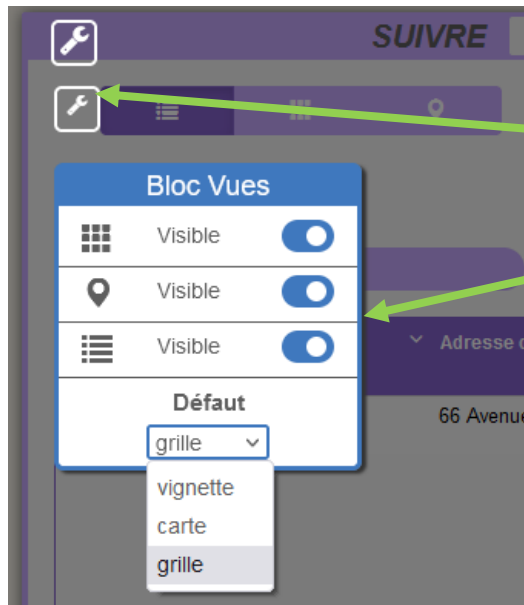 SUIVRE
Bloc Vues
Visible
Visible
Visible
Adresse
Défaut
66 Avenue
grille
vignette
carte
grille